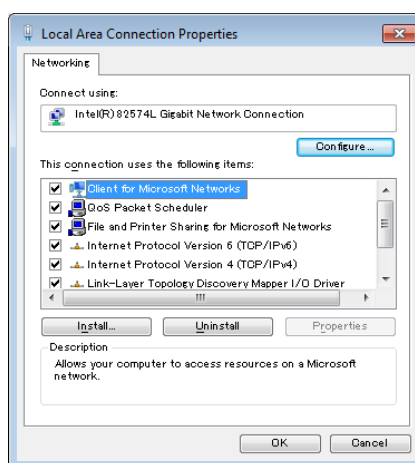 Local Area Connection Properties
Networking
Connect using:
Intel(R) 82574L Gigabit Network Connection
Configure...
This connection uses the following items:
Client for Microsoft Networks
QoS Packet Scheduler
File and Printer Sharing for Microsoft Networks
Internet Protocol Version 6 (TCP/IPv6)
Internet Protocol Version 4 (TCP/IPv4)
Link-Layer Topology Discovery Mapper I/O Driver
Install... Uninstall Properties
Description
Allows your computer to access resources on a Microsoft
network.
OK Cancel